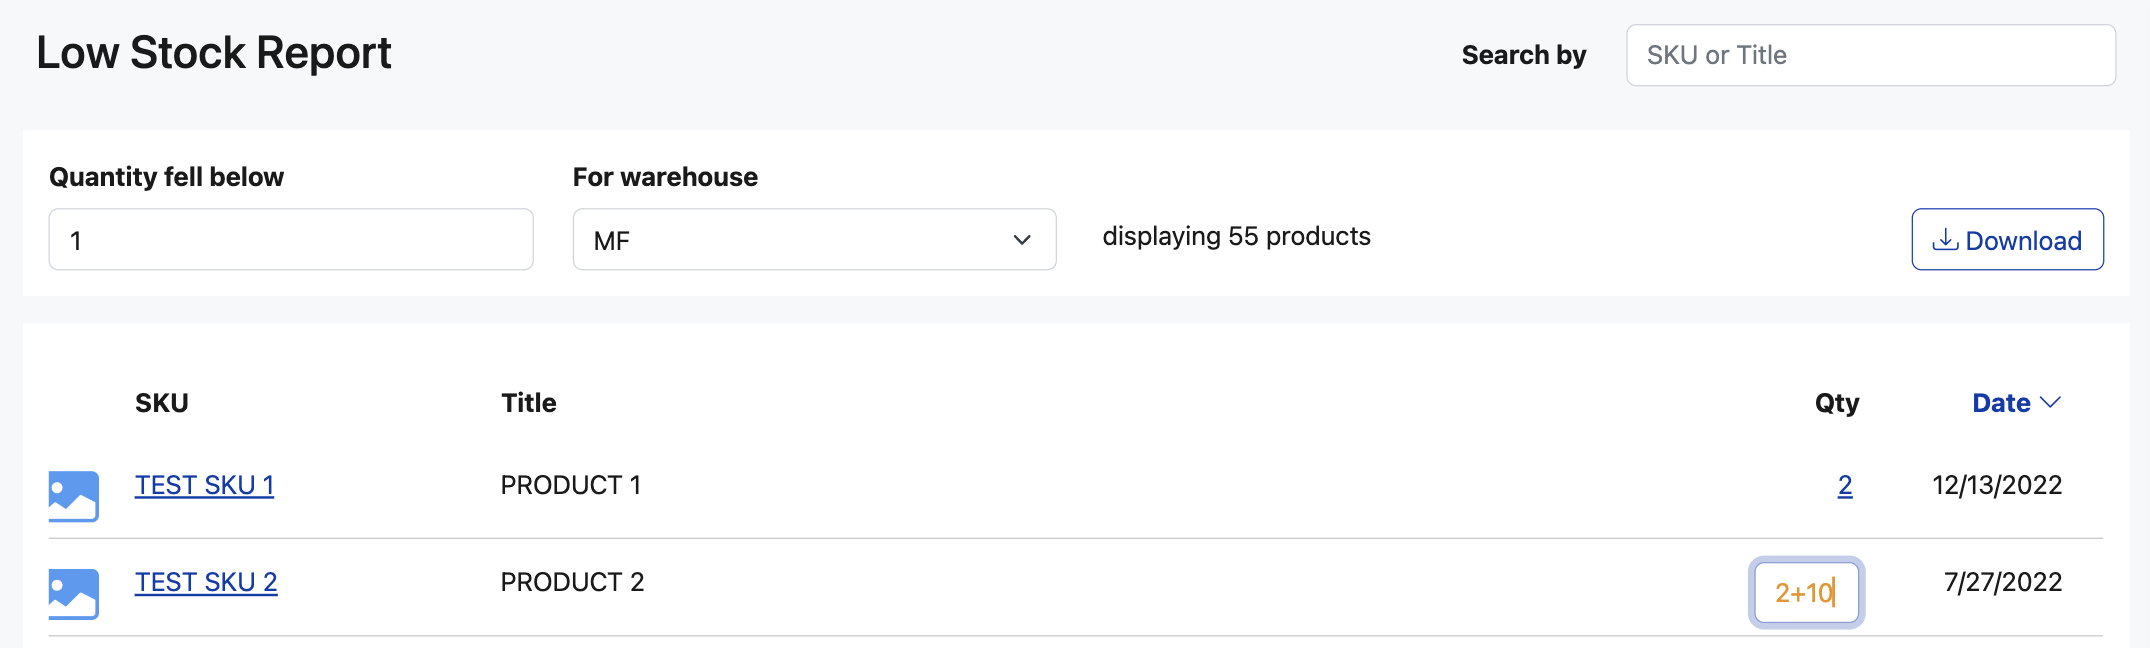 Low Stock Report
Search by SKU or Title
Quantity fell below For warehouse
1 MF displaying 55 products Download
SKU Title Qty Date
TEST SKU 1 PRODUCT 1 2 12/13/2022
TEST SKU 2 PRODUCT 2 2+10 7/27/2022